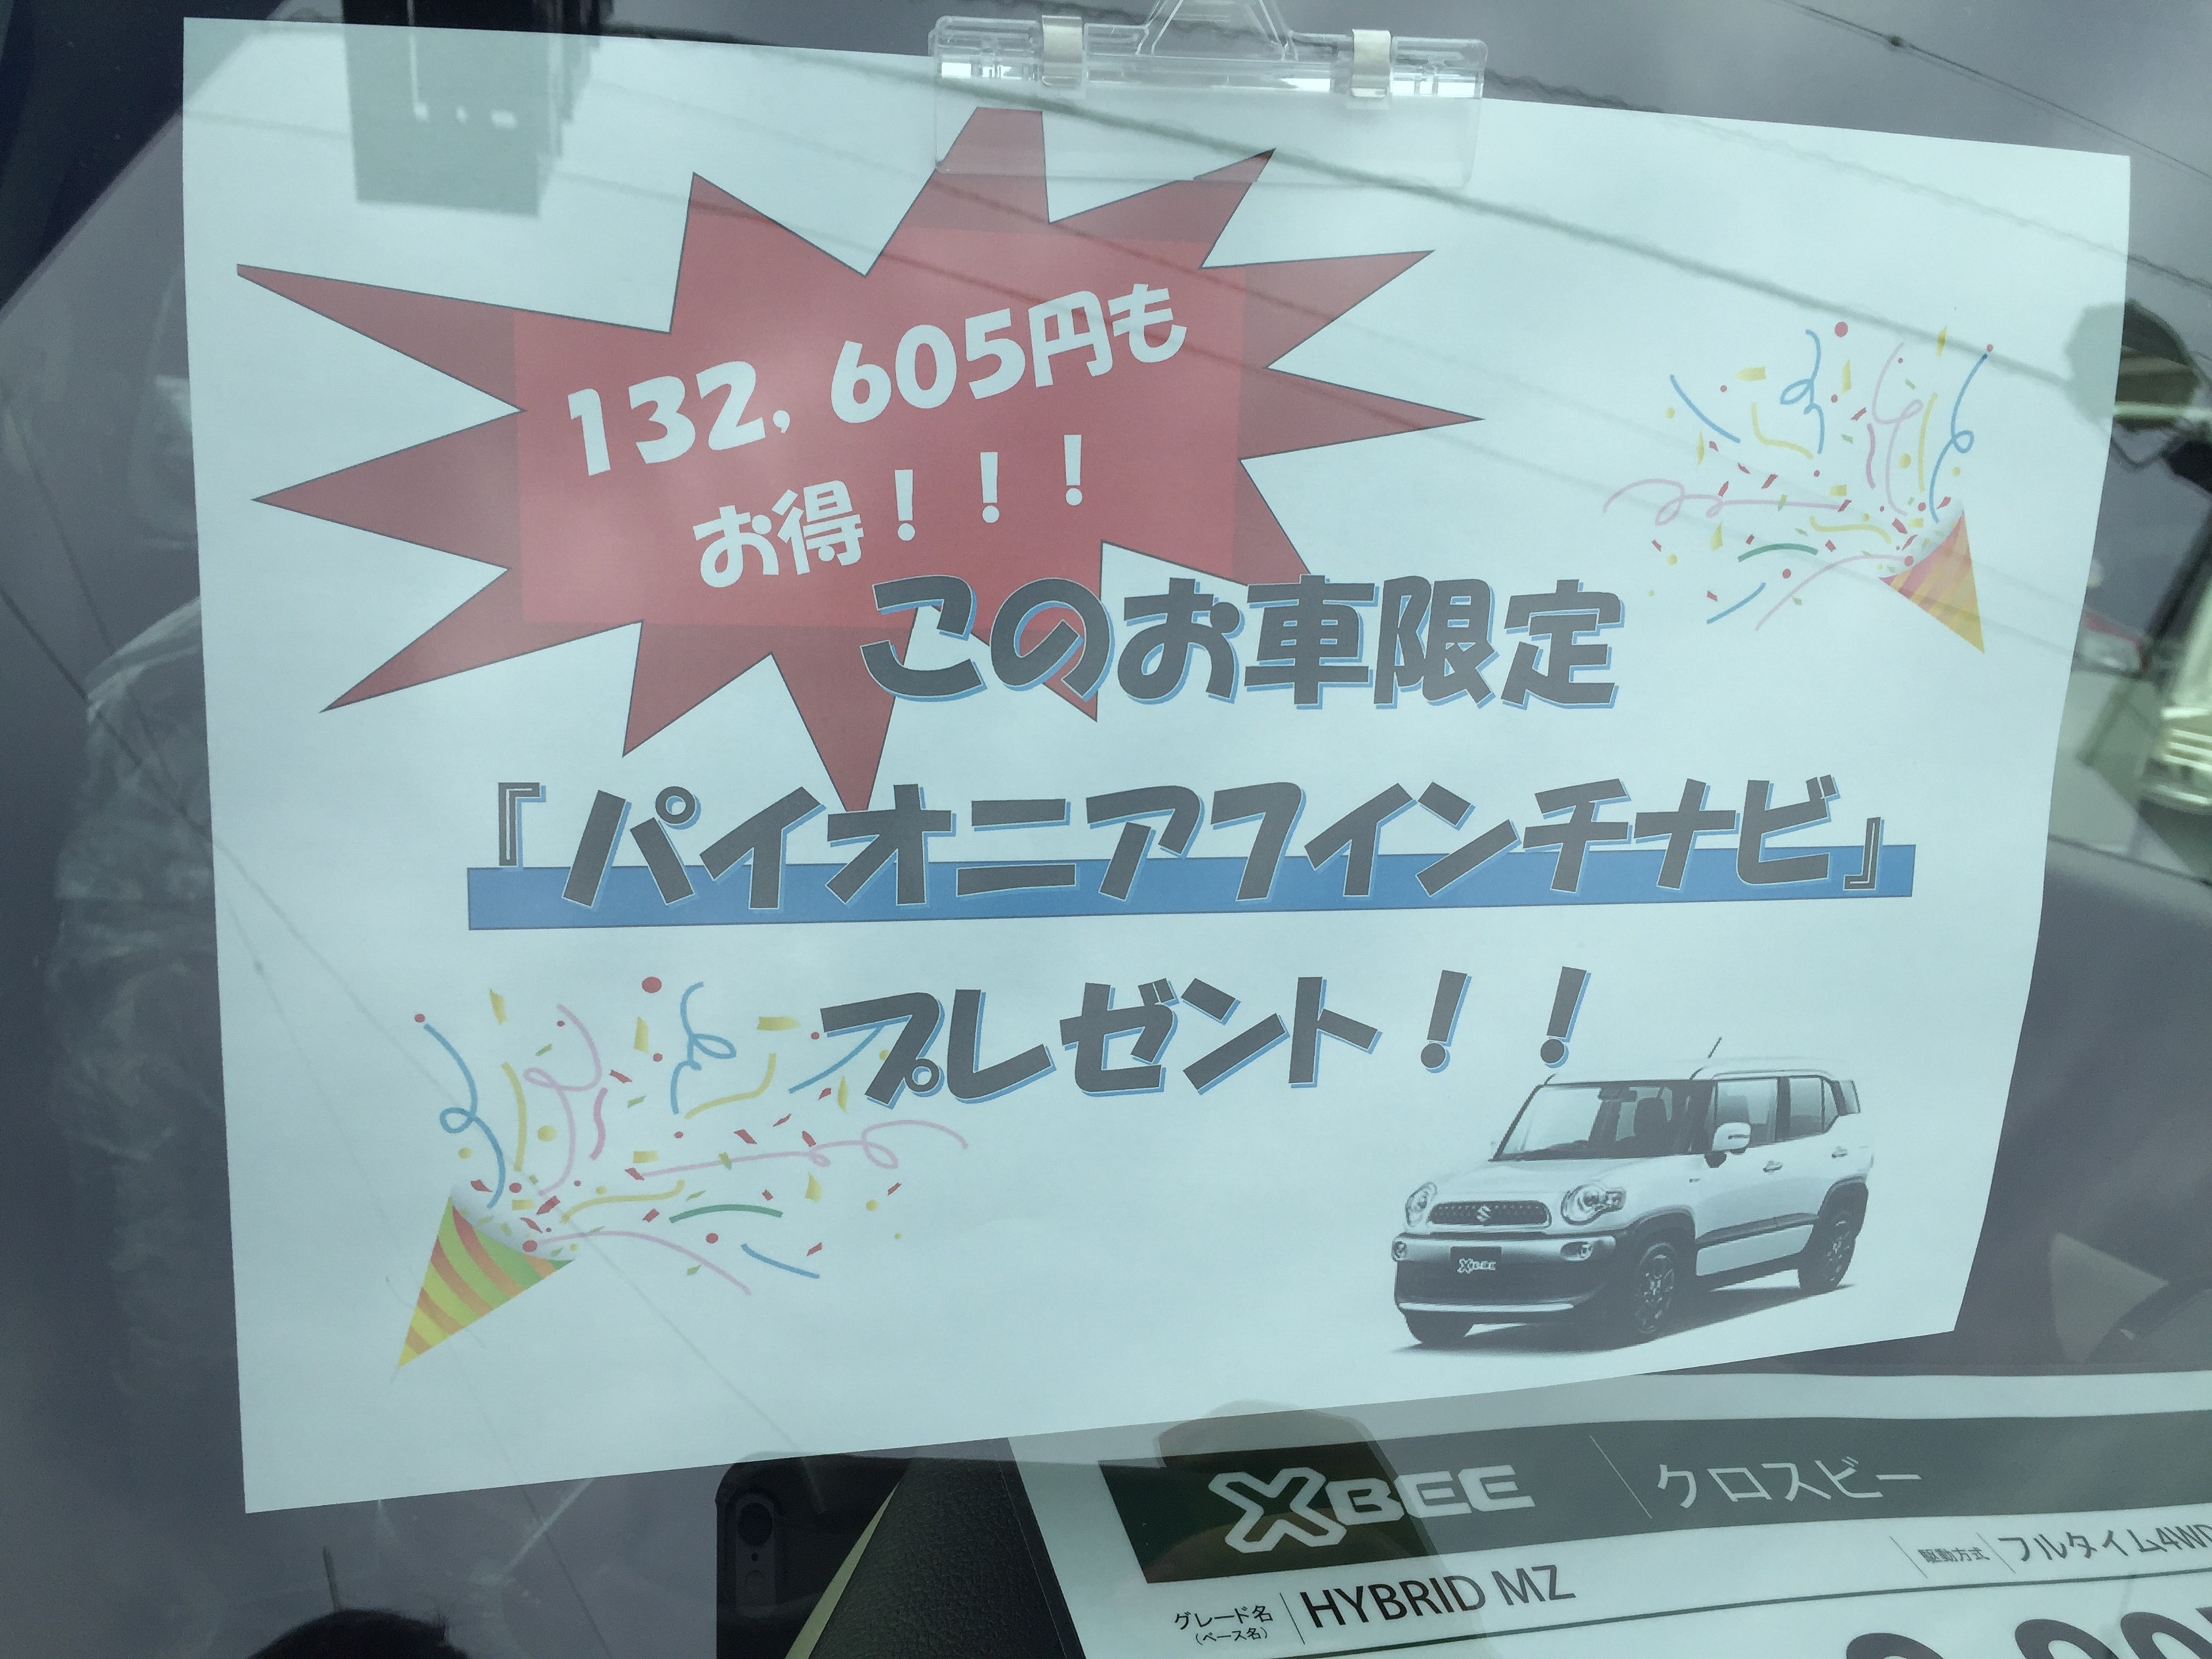 132,605円も
お得！！！
このお車限定
『パイオニア7インチナビ』
プレゼント！！
XBEE
XBEE クロスビー
グレード名 HYBRID MZ 駆動方式 フルタイム4WD
(ベース名)